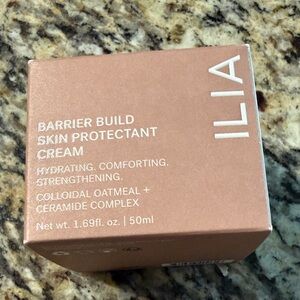 BARRIER BUILD
SKIN PROTECTANT
CREAM
HYDRATING. COMFORTING.
STRENGTHENING.
COLLOIDAL OATMEAL +
CERAMIDE COMPLEX
Net wt. 1.69fl. oz. | 50ml
ILIA